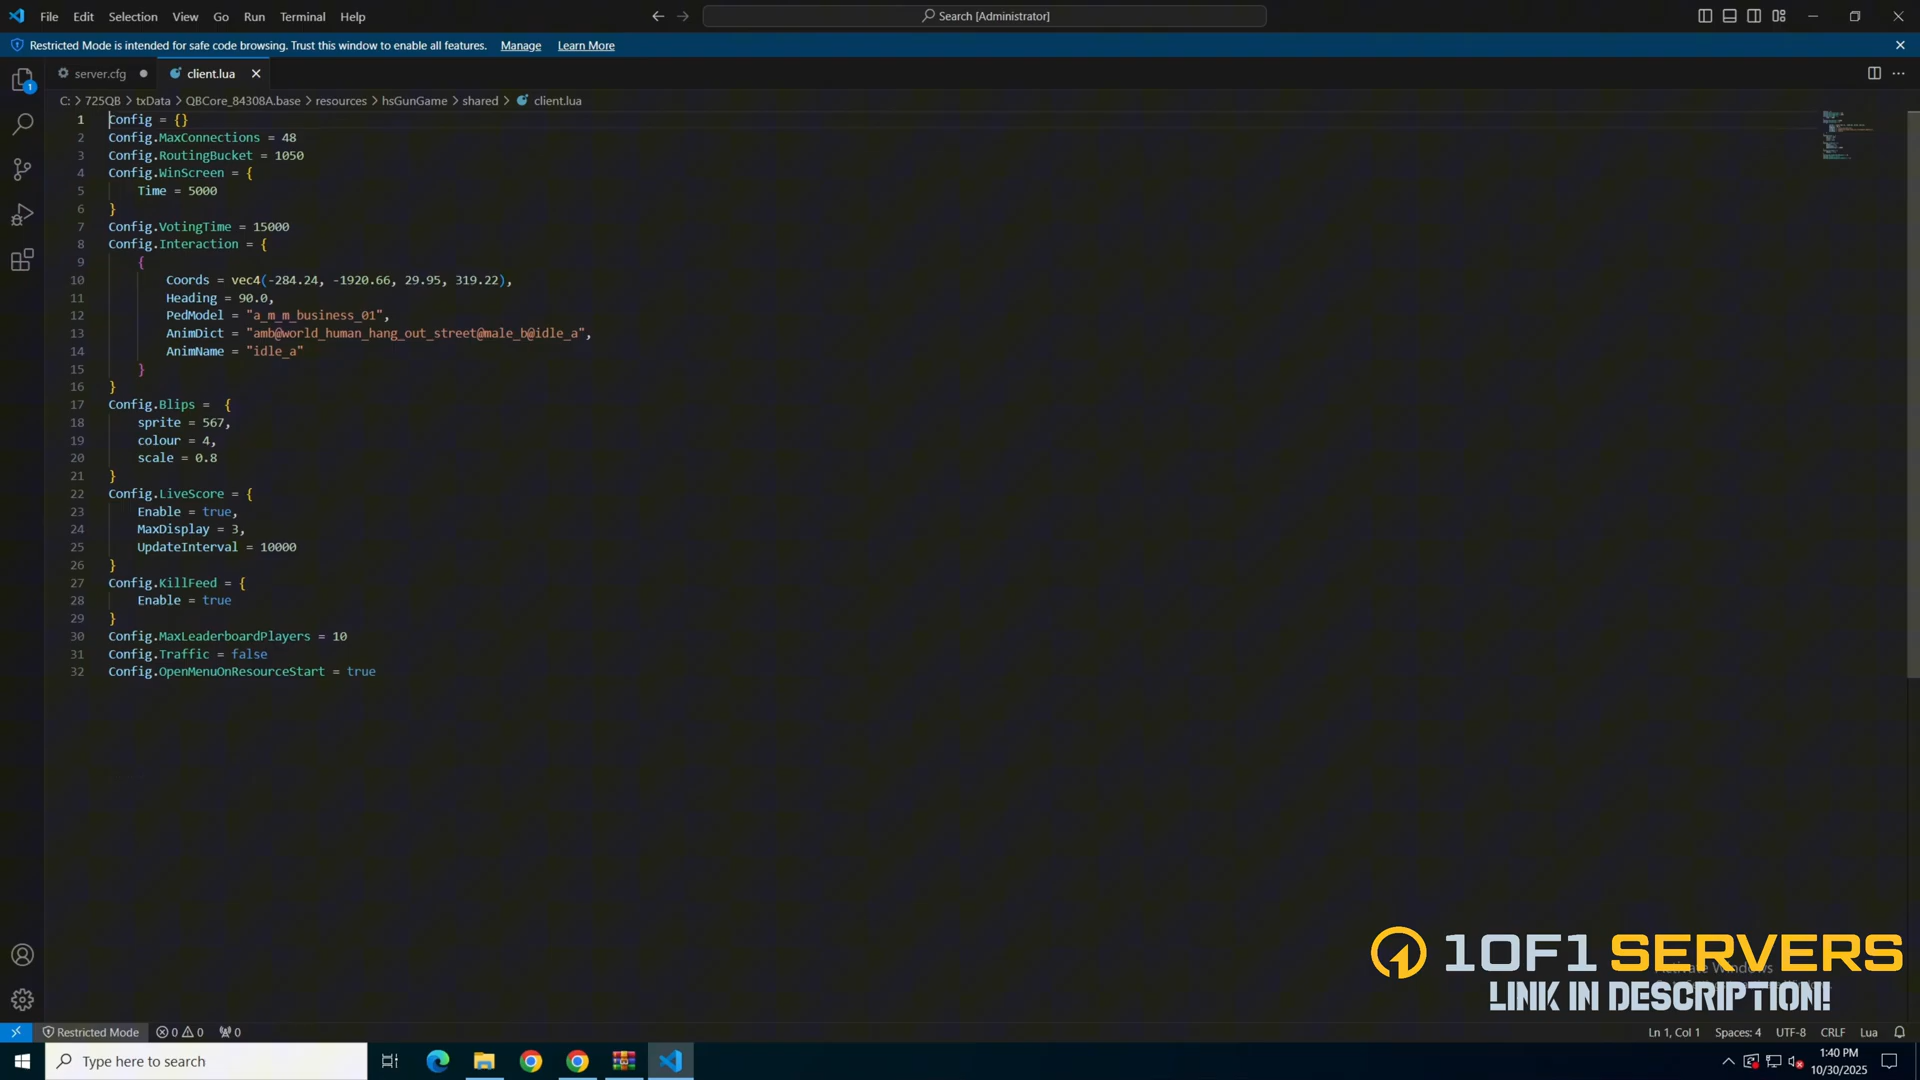 File Edit Selection View Go Run Terminal Help
Search [Administrator]
Restricted Mode is intended for safe code browsing. Trust this window to enable all features. Manage Learn More
server.cfg client.lua
C: > 725QB > txData > QBCore_84308A.base > resources > hsGunGame > shared > client.lua
1 Config = {}
2 Config.MaxConnections = 48
3 Config.RoutingBucket = 1050
4 Config.WinScreen = {
5 Time = 5000
6 }
7 Config.VotingTime = 15000
8 Config.Interaction = {
9 {
10 Coords = vec4(-284.24, -1920.66, 29.95, 319.22),
11 Heading = 90.0,
12 PedModel = "a_m_m_business_01",
13 AnimDict = "amb@world_human_hang_out_street@male_b@idle_a",
14 AnimName = "idle_a"
15 }
16 }
17 Config.Blips =  {
18 sprite = 567,
19 colour = 4,
20 scale = 0.8
21 }
22 Config.LiveScore = {
23 Enable = true,
24 MaxDisplay = 3,
25 UpdateInterval = 10000
26 }
27 Config.KillFeed = {
28 Enable = true
29 }
30 Config.MaxLeaderboardPlayers = 10
31 Config.Traffic = false
32 Config.OpenMenuOnResourceStart = true
1OF1 SERVERS
Activate Windows
LINK IN DESCRIPTION!
Restricted Mode 0 0 0 Ln 1, Col 1 Spaces: 4 UTF-8 CRLF Lua
Type here to search
1:40 PM
10/30/2025